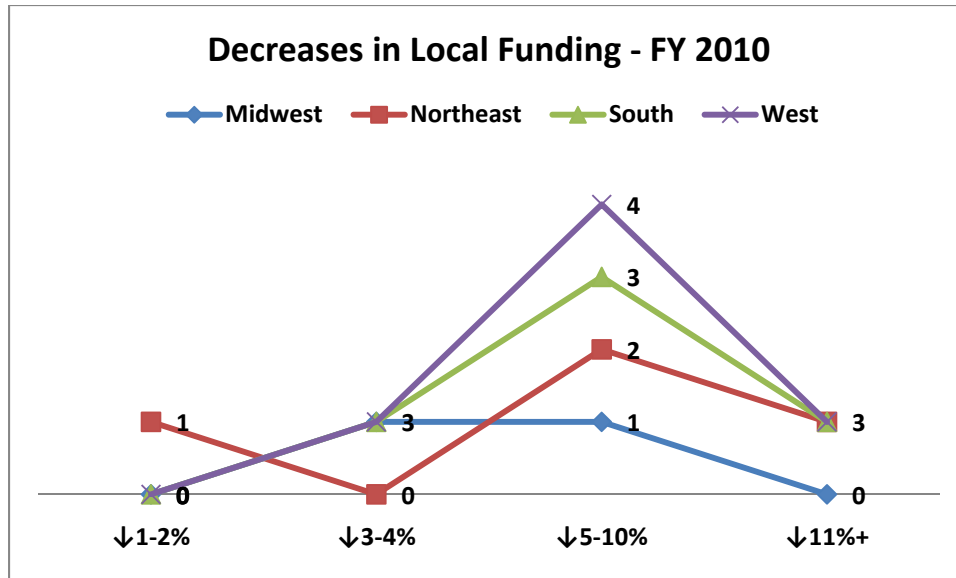 Decreases in Local Funding - FY 2010
Midwest Northeast South West
4
3
2
1 3 1 3
0 0 0
↓1-2% ↓3-4% ↓5-10% ↓11%+